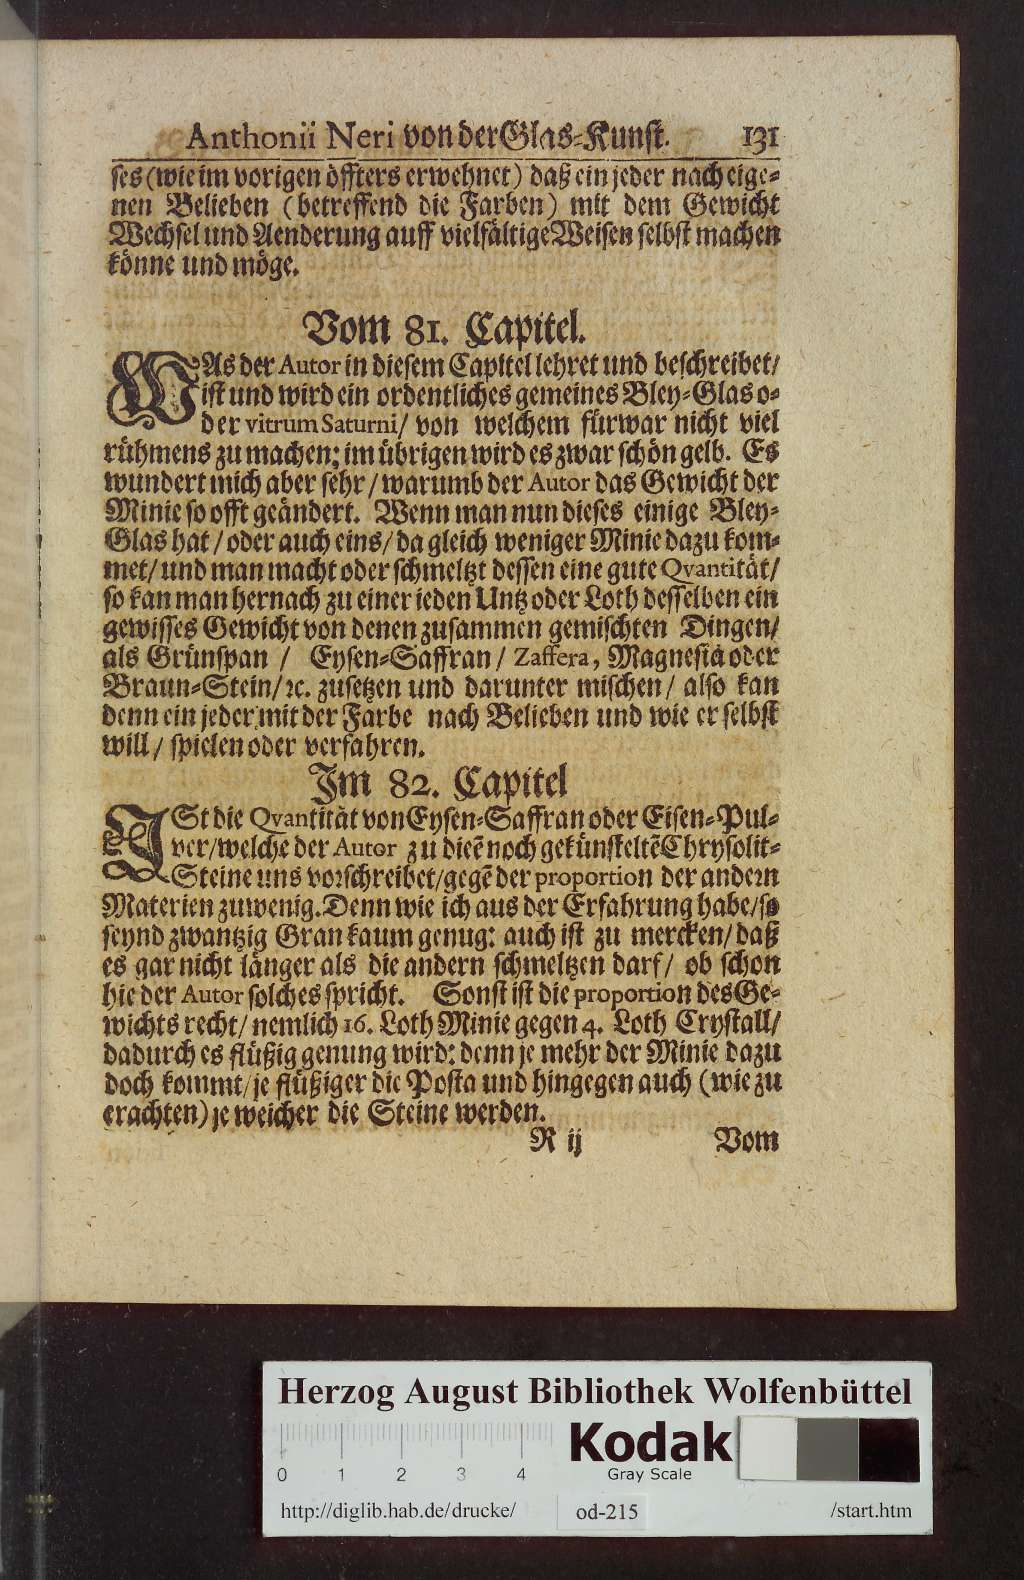 Anthonii Neri von der Glas-Kunst. 131
ses (wie im vorigen öffters erwehnet) daß ein jeder nach eige-
nen Belieben (betreffend die Farben) mit dem Gewicht
Wechsel und Aenderung auff vielfältige Weisen selbst machen
könne und möge.
Vom 81. Capitel.
WAs der Autor in diesem Capitel lehret und beschreibet/
ist und wird ein ordentliches gemeines Bley-Glas o-
der vitrum Saturni/ von welchem fürwar nicht viel
rühmens zu machen; im übrigen wird es zwar schön gelb. Es
wundert mich aber sehr/ warumb der Autor das Gewicht der
Minie so offt geändert. Wenn man nun dieses einige Bley-
Glas hat/ oder auch eins/ da gleich weniger Minie dazu kom-
met/ und man macht oder schmeltzt dessen eine gute Qvantität/
so kan man hernach zu einer ieden Untz oder Loth desselben ein
gewisses Gewicht von denen zusammen gemischten Dingen/
als Grünspan / Eysen-Saffran/ Zaffera, Magnesia oder
Braun-Stein/ ꝛc. zusetzen und darunter mischen/ also kan
denn ein jeder mit der Farbe nach Belieben und wie er selbst
will/ spielen oder verfahren.
Im 82. Capitel
ISt die Qvantität von Eysen-Saffran oder Eisen-Pul-
ver/ welche der Autor zu diesē noch gekünsteltē Chrysolit-
Steine uns vorschreibet/ gegē der proportion der andern
Materien zuwenig. Denn wie ich aus der Erfahrung habe/ so
seynd zwantzig Gran kaum genug: auch ist zu mercken/ daß
es gar nicht länger als die andern schmeltzen darf/ ob schon
hie der Autor solches spricht. Sonst ist die proportion des Ge-
wichts recht/ nemlich 16. Loth Minie gegen 4. Loth Crystall/
dadurch es flüßig genung wird: denn je mehr der Minie dazu
doch kommt/ je flüßiger die Posta und hingegen auch (wie zu
erachten) je weicher die Steine werden.
R ij Vom
Herzog August Bibliothek Wolfenbüttel
0 1 2 3 4
Kodak
Gray Scale
http://diglib.hab.de/drucke/ od-215 /start.htm